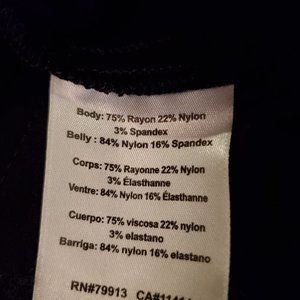 Body: 75% Rayon 22% Nylon
3% Spandex
Belly : 84% Nylon 16% Spandex
Corps: 75% Rayonne 22% Nylon
3% Élasthanne
Ventre: 84% Nylon 16% Élasthanne
Cuerpo: 75% viscosa 22% nylon
3% elastano
Barriga: 84% nylon 16% elastano
RN#79913